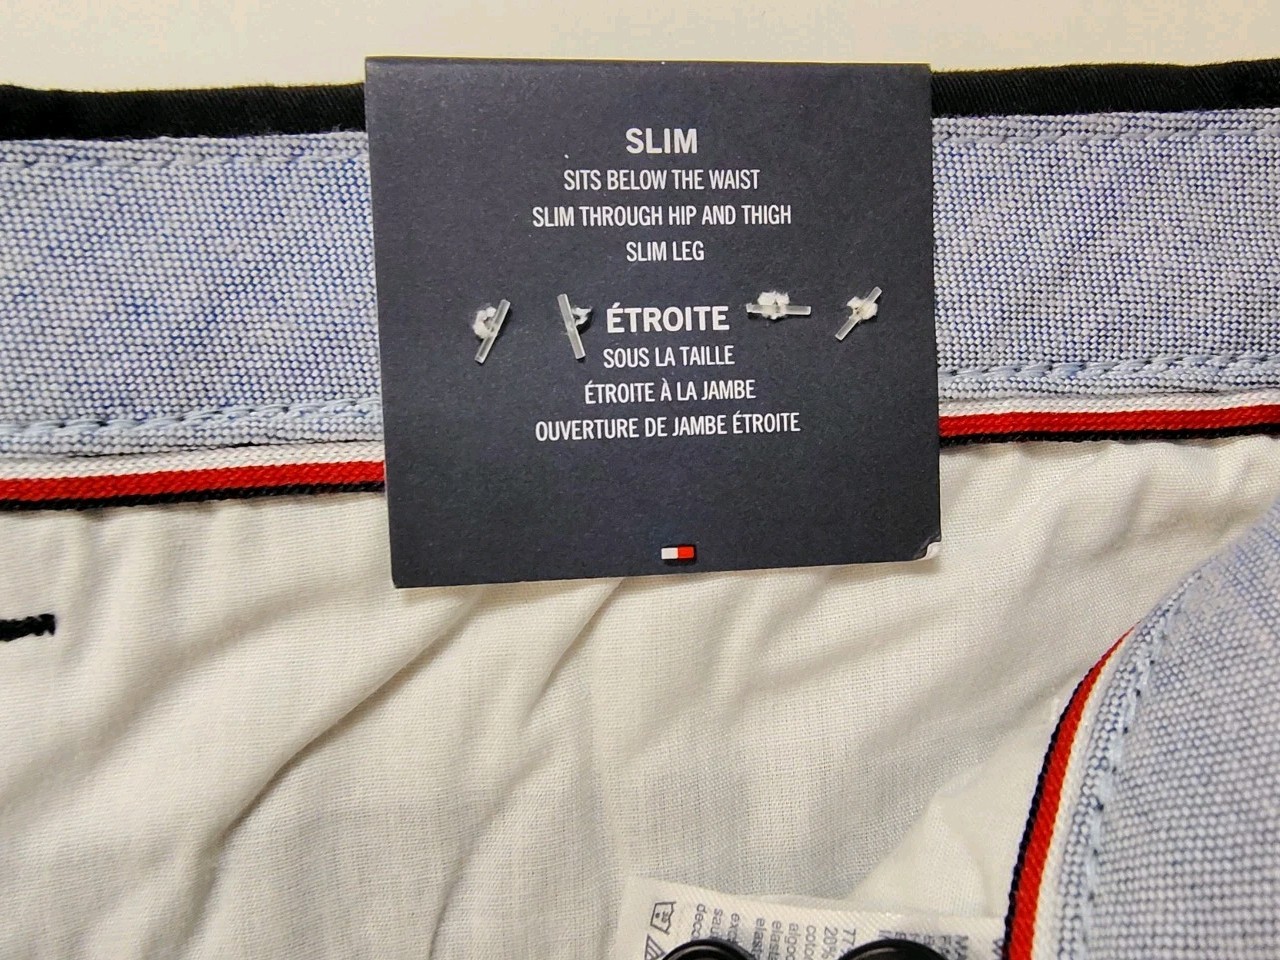 SLIM
SITS BELOW THE WAIST
SLIM THROUGH HIP AND THIGH
SLIM LEG
ÉTROITE
SOUS LA TAILLE
ÉTROITE À LA JAMBE
OUVERTURE DE JAMBE ÉTROITE